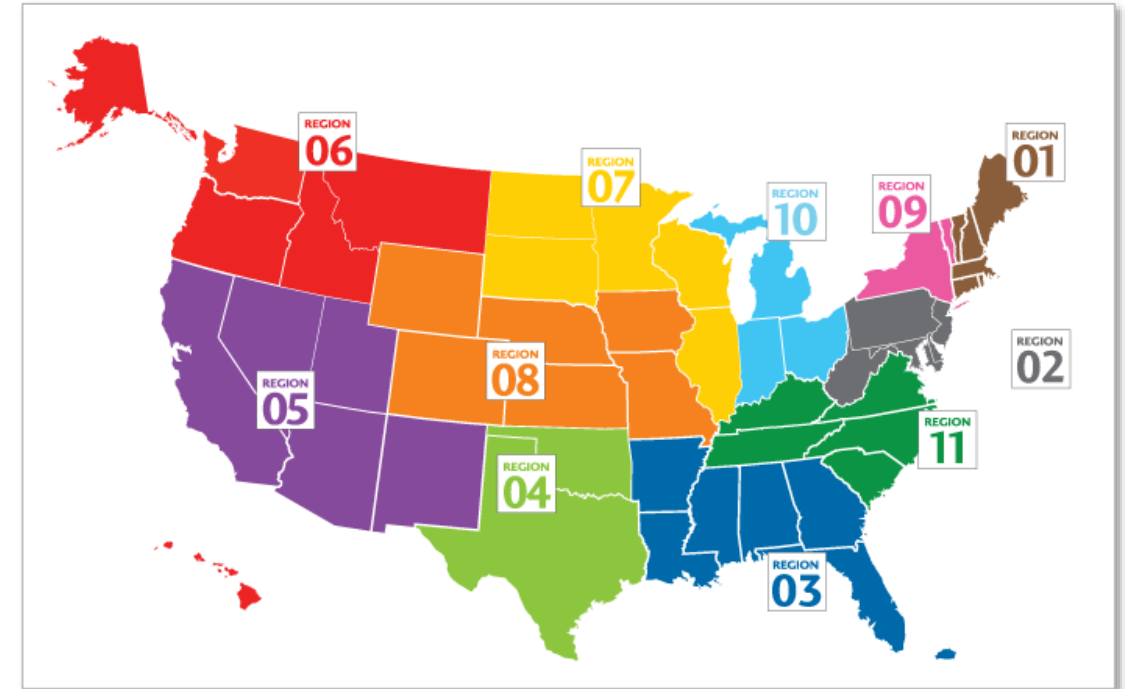 REGION
06
REGION
07
REGION
10
REGION
09
REGION
01
REGION
02
REGION
08
REGION
05
REGION
11
REGION
04
REGION
03